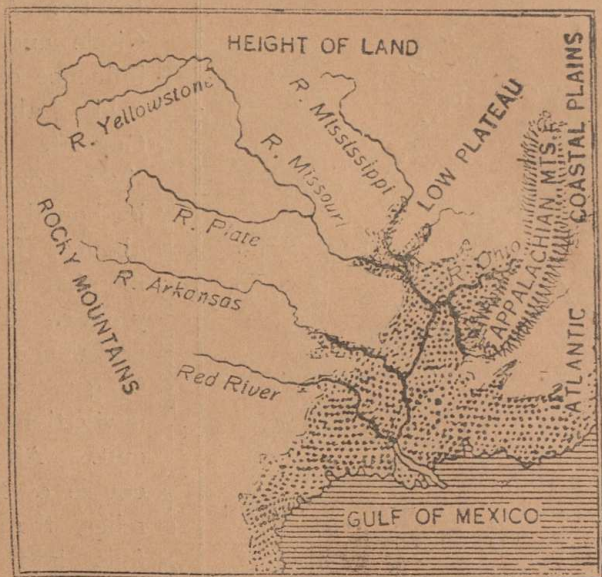 HEIGHT OF LAND
R. Yellowstone
R. Mississippi
R. Missouri
LOW PLATEAU
COASTAL PLAINS
APPALACHIAN MTS.
ROCKY MOUNTAINS
R. Plate
R. Ohio
R. Arkansas
ATLANTIC
Red River
GULF OF MEXICO